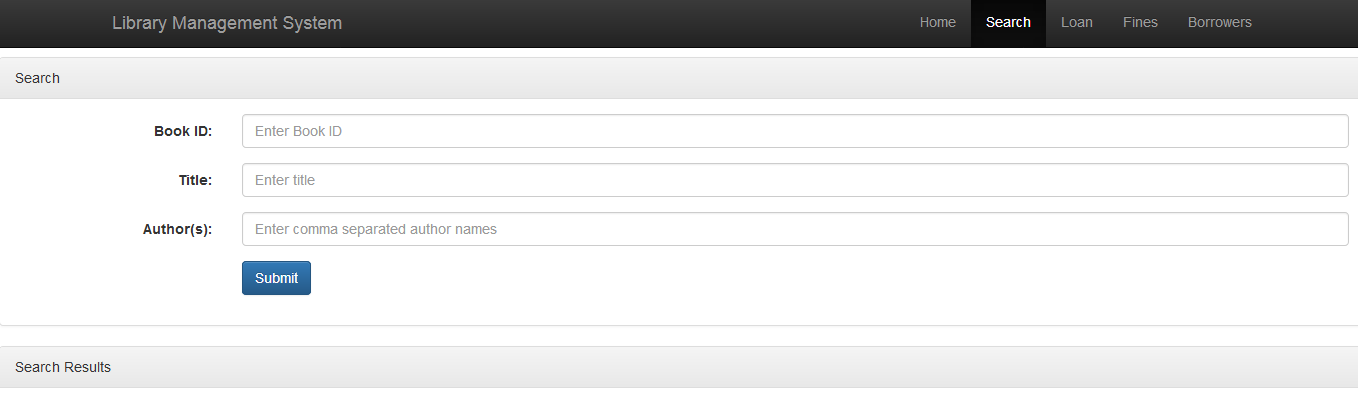 Library Management System Home Search Loan Fines Borrowers
Search
Book ID: Enter Book ID
Title: Enter title
Author(s): Enter comma separated author names
Submit
Search Results